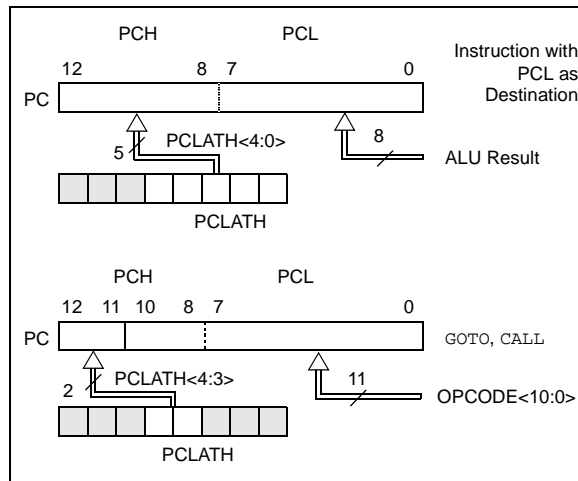 PCH PCL
12 8 7 0
Instruction with
PCL as
Destination
PC
5 PCLATH<4:0> 8
ALU Result
PCLATH
PCH PCL
12 11 10 8 7 0
PC GOTO, CALL
2 PCLATH<4:3> 11
OPCODE<10:0>
PCLATH